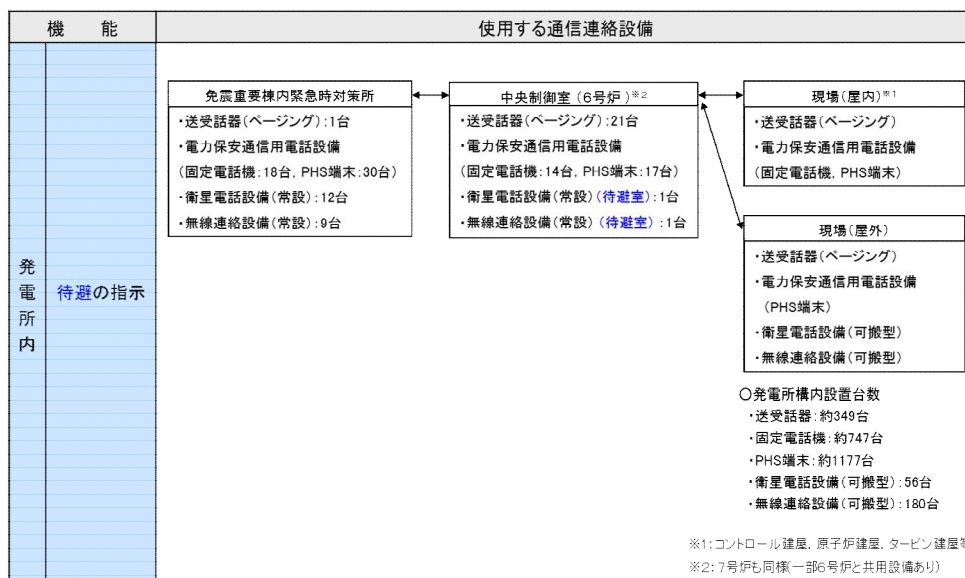 機　能
使用する通信連絡設備
発電所内
待避の指示
免震重要棟内緊急時対策所
・送受話器(ページング):1台
・電力保安通信用電話設備
(固定電話機:18台, PHS端末:30台)
・衛星電話設備(常設):12台
・無線連絡設備(常設):9台
中央制御室(6号炉)※2
・送受話器(ページング):21台
・電力保安通信用電話設備
(固定電話機:14台, PHS端末:17台)
・衛星電話設備(常設)(待避室):1台
・無線連絡設備(常設)(待避室):1台
現場(屋内)※1
・送受話器(ページング)
・電力保安通信用電話設備
(固定電話機, PHS端末)
現場(屋外)
・送受話器(ページング)
・電力保安通信用電話設備
(PHS端末)
・衛星電話設備(可搬型)
・無線連絡設備(可搬型)
○発電所構内設置台数
・送受話器:約349台
・固定電話機:約747台
・PHS端末:約1177台
・衛星電話設備(可搬型):56台
・無線連絡設備(可搬型):180台
※1:コントロール建屋, 原子炉建屋, タービン建屋等
※2:7号炉も同様(一部6号炉と共用設備あり)